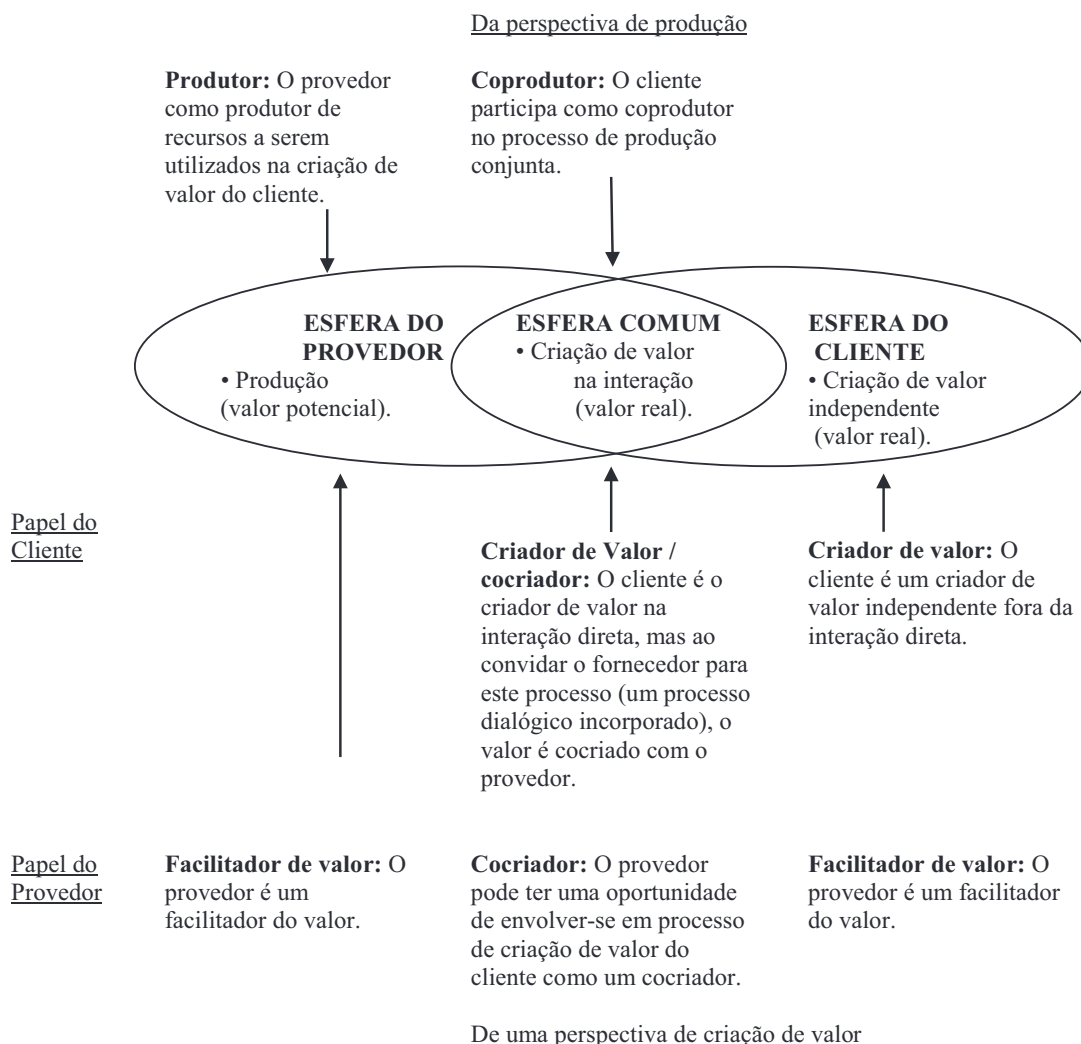 Da perspectiva de produção
Produtor: O provedor
como produtor de
recursos a serem
utilizados na criação de
valor do cliente.
Coprodutor: O cliente
participa como coprodutor
no processo de produção
conjunta.
ESFERA DO
PROVEDOR
• Produção
(valor potencial).
ESFERA COMUM
• Criação de valor
na interação
(valor real).
ESFERA DO
CLIENTE
• Criação de valor
independente
(valor real).
Papel do
Cliente
Criador de Valor /
cocriador: O cliente é o
criador de valor na
interação direta, mas ao
convidar o fornecedor para
este processo (um processo
dialógico incorporado), o
valor é cocriado com o
provedor.
Criador de valor: O
cliente é um criador de
valor independente fora da
interação direta.
Papel do
Provedor
Facilitador de valor: O
provedor é um
facilitador do valor.
Cocriador: O provedor
pode ter uma oportunidade
de envolver-se em processo
de criação de valor do
cliente como um cocriador.
Facilitador de valor: O
provedor é um facilitador
do valor.
De uma perspectiva de criação de valor